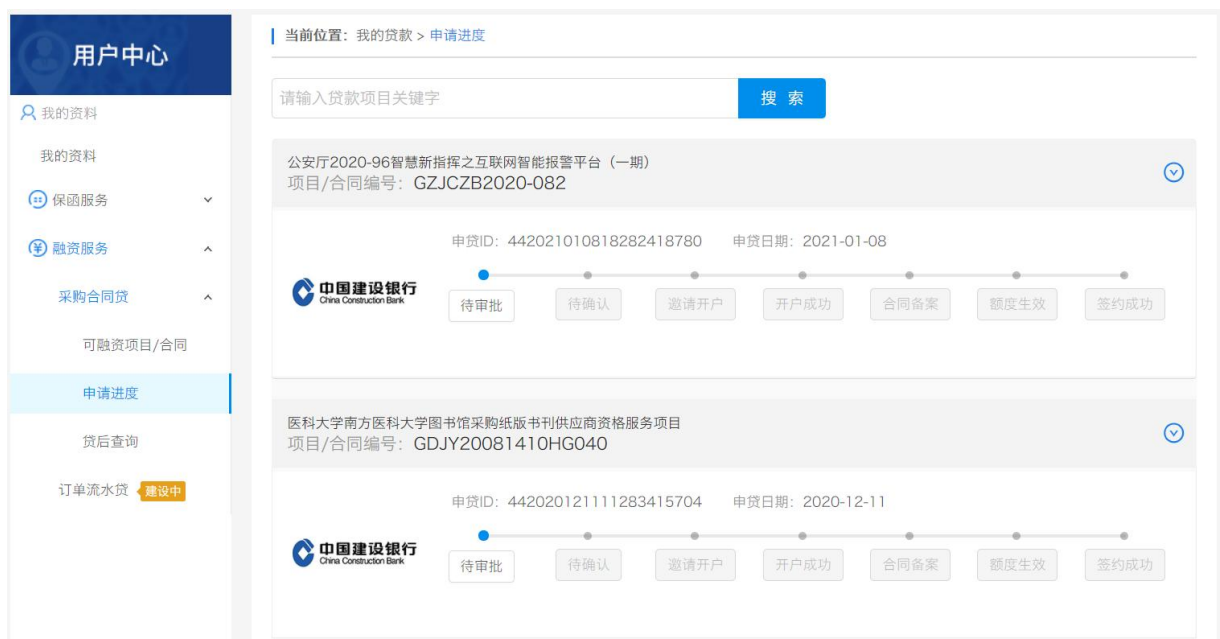 用户中心
我的资料
我的资料
保函服务
融资服务
采购合同贷
可融资项目/合同
申请进度
贷后查询
订单流水贷 建设中
当前位置：我的贷款 > 申请进度
请输入贷款项目关键字 搜 索
公安厅2020-96智慧新指挥之互联网智能报警平台（一期）
项目/合同编号：GZJCZB2020-082
申贷ID：442021010818282418780 申贷日期：2021-01-08
中国建设银行
China Construction Bank
待审批 待确认 邀请开户 开户成功 合同备案 额度生效 签约成功
医科大学南方医科大学图书馆采购纸版书刊供应商资格服务项目
项目/合同编号：GDJY20081410HG040
申贷ID：442020121111283415704 申贷日期：2020-12-11
中国建设银行
China Construction Bank
待审批 待确认 邀请开户 开户成功 合同备案 额度生效 签约成功